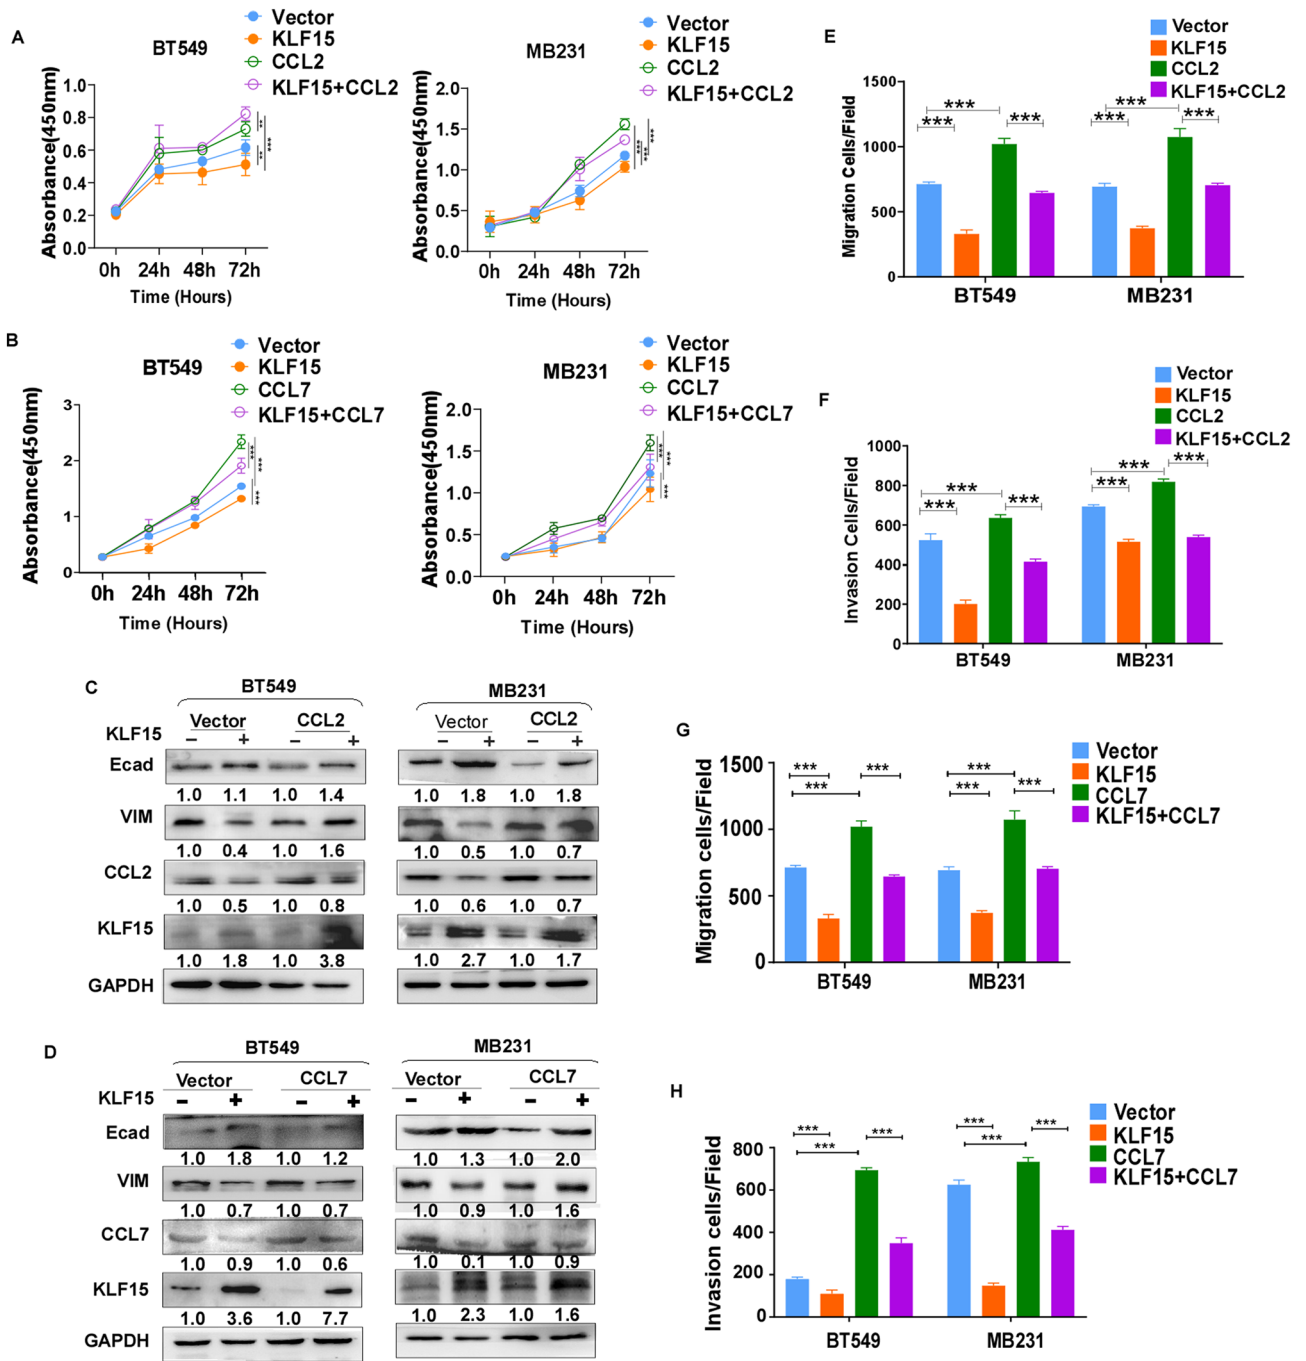 A
BT549
Vector
KLF15
CCL2
KLF15+CCL2
Absorbance(450nm)
1.0
0.8
0.6
0.4
0.2
0.0
** ** ***
0h 24h 48h 72h
Time (Hours)
MB231
Vector
KLF15
CCL2
KLF15+CCL2
Absorbance(450nm)
2.0
1.5
1.0
0.5
0.0
*** *** ***
0h 24h 48h 72h
Time (Hours)
B
BT549
Vector
KLF15
CCL7
KLF15+CCL7
Absorbance(450nm)
3
2
1
0
*** *** ***
0h 24h 48h 72h
Time (Hours)
MB231
Vector
KLF15
CCL7
KLF15+CCL7
Absorbance(450nm)
2.0
1.5
1.0
0.5
0.0
*** *** ***
0h 24h 48h 72h
Time (Hours)
C
BT549 MB231
Vector CCL2 Vector CCL2
KLF15 − + − + − + − +
Ecad
1.0 1.1 1.0 1.4 1.0 1.8 1.0 1.8
VIM
1.0 0.4 1.0 1.6 1.0 0.5 1.0 0.7
CCL2
1.0 0.5 1.0 0.8 1.0 0.6 1.0 0.7
KLF15
1.0 1.8 1.0 3.8 1.0 2.7 1.0 1.7
GAPDH
D
BT549 MB231
Vector CCL7 Vector CCL7
KLF15 − + − + − + − +
Ecad
1.0 1.8 1.0 1.2 1.0 1.3 1.0 2.0
VIM
1.0 0.7 1.0 0.7 1.0 0.9 1.0 1.6
CCL7
1.0 0.9 1.0 0.6 1.0 0.1 1.0 0.9
KLF15
1.0 3.6 1.0 7.7 1.0 2.3 1.0 1.6
GAPDH
E
Vector
KLF15
CCL2
KLF15+CCL2
Migration Cells/Field
1500
1000
500
0
*** *** *** *** *** ***
BT549 MB231
F
Vector
KLF15
CCL2
KLF15+CCL2
Invasion Cells/Field
1000
800
600
400
200
0
*** *** *** *** *** ***
BT549 MB231
G
Vector
KLF15
CCL7
KLF15+CCL7
Migration cells/Field
1500
1000
500
0
*** *** *** *** *** ***
BT549 MB231
H
Vector
KLF15
CCL7
KLF15+CCL7
Invasion cells/Field
800
600
400
200
0
*** *** *** *** *** ***
BT549 MB231